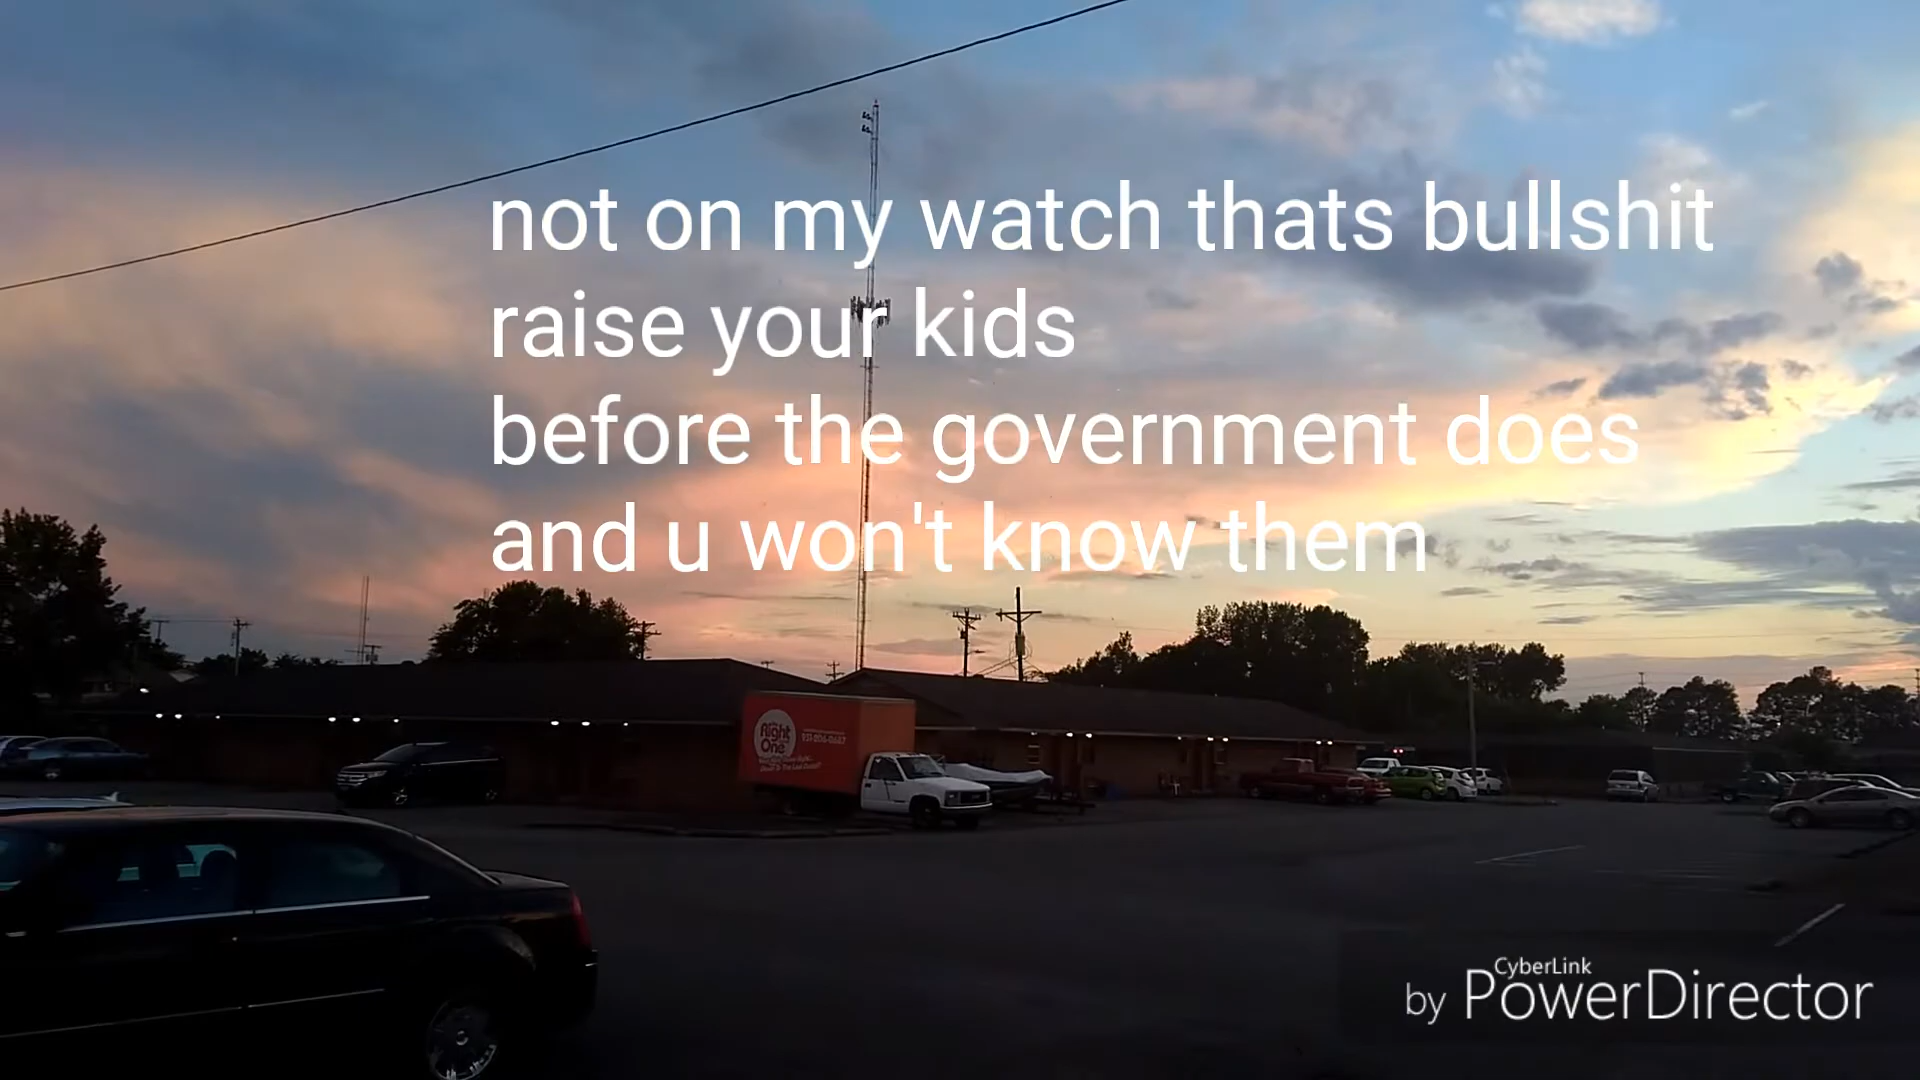 not on my watch thats bullshit
raise your kids
before the government does
and u won't know them
Right
One
CyberLink
by PowerDirector